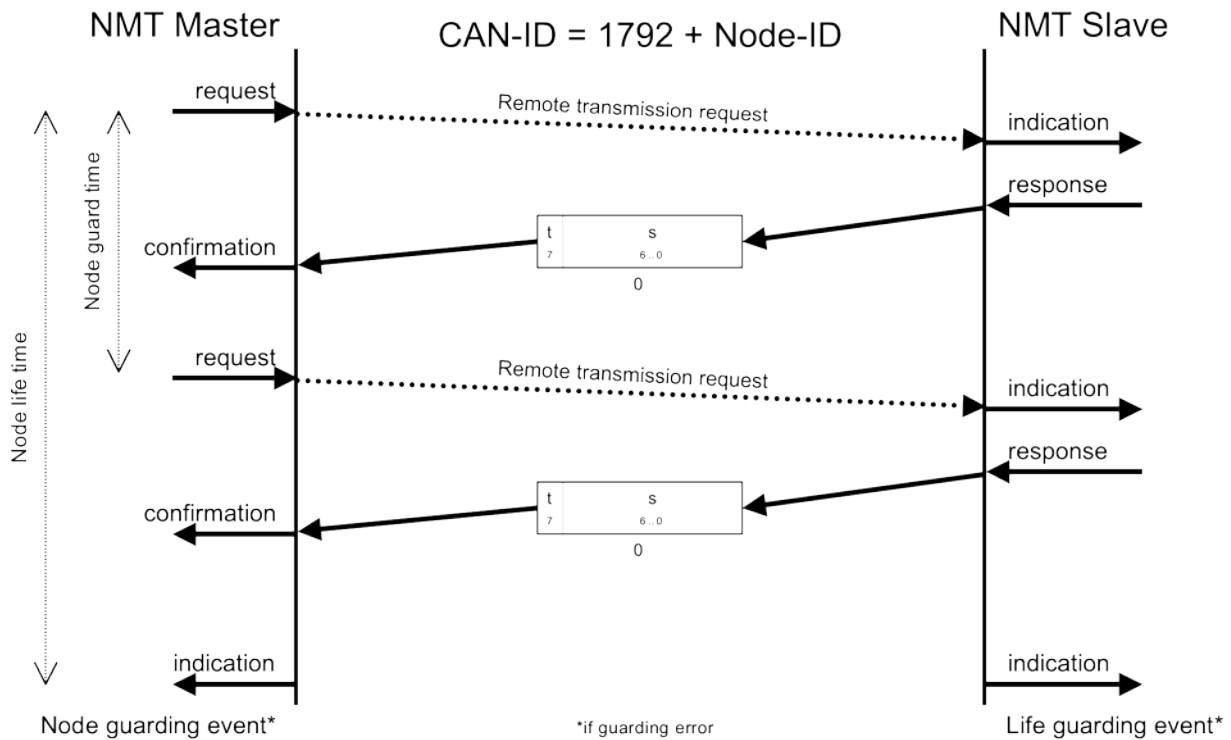 NMT Master
CAN-ID = 1792 + Node-ID
NMT Slave
request
Remote transmission request
indication
response
confirmation
t
s
7
6..0
0
Node guard time
Node life time
request
Remote transmission request
indication
response
confirmation
t
s
7
6..0
0
indication
indication
Node guarding event*
*if guarding error
Life guarding event*